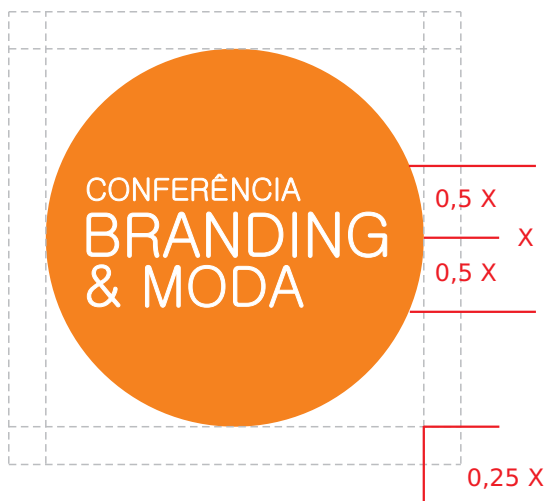 CONFERÊNCIA
BRANDING
& MODA
0,5 X
X
0,5 X
0,25 X